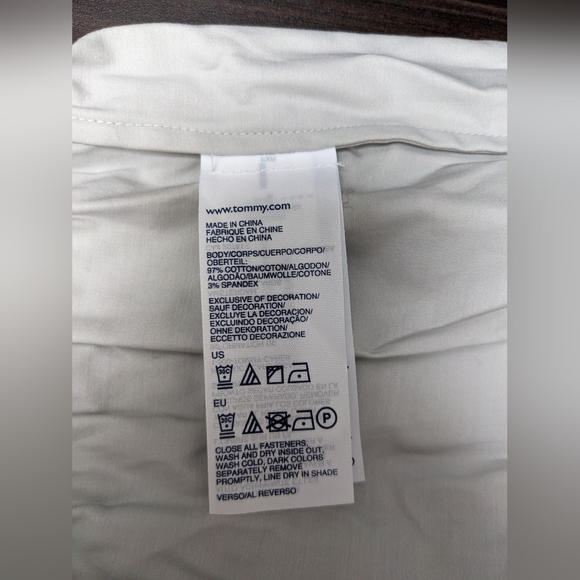 www.tommy.com
MADE IN CHINA
FABRIQUE EN CHINE
HECHO EN CHINA
BODY/CORPS/CUERPO/CORPO/
OBERTEIL:
97% COTTON/COTON/ALGODON/
ALGODÃO/BAUMWOLLE/COTONE
3% SPANDEX
EXCLUSIVE OF DECORATION/
SAUF DECORATION/
EXCLUYE LA DECORACION/
EXCLUINDO DECORAÇÃO/
OHNE DEKORATION/
ECCETTO DECORAZIONE
US
EU
P
CLOSE ALL FASTENERS,
WASH AND DRY INSIDE OUT,
WASH COLD, DARK COLORS
SEPARATELY REMOVE
PROMPTLY, LINE DRY IN SHADE
VERSO/AL REVERSO